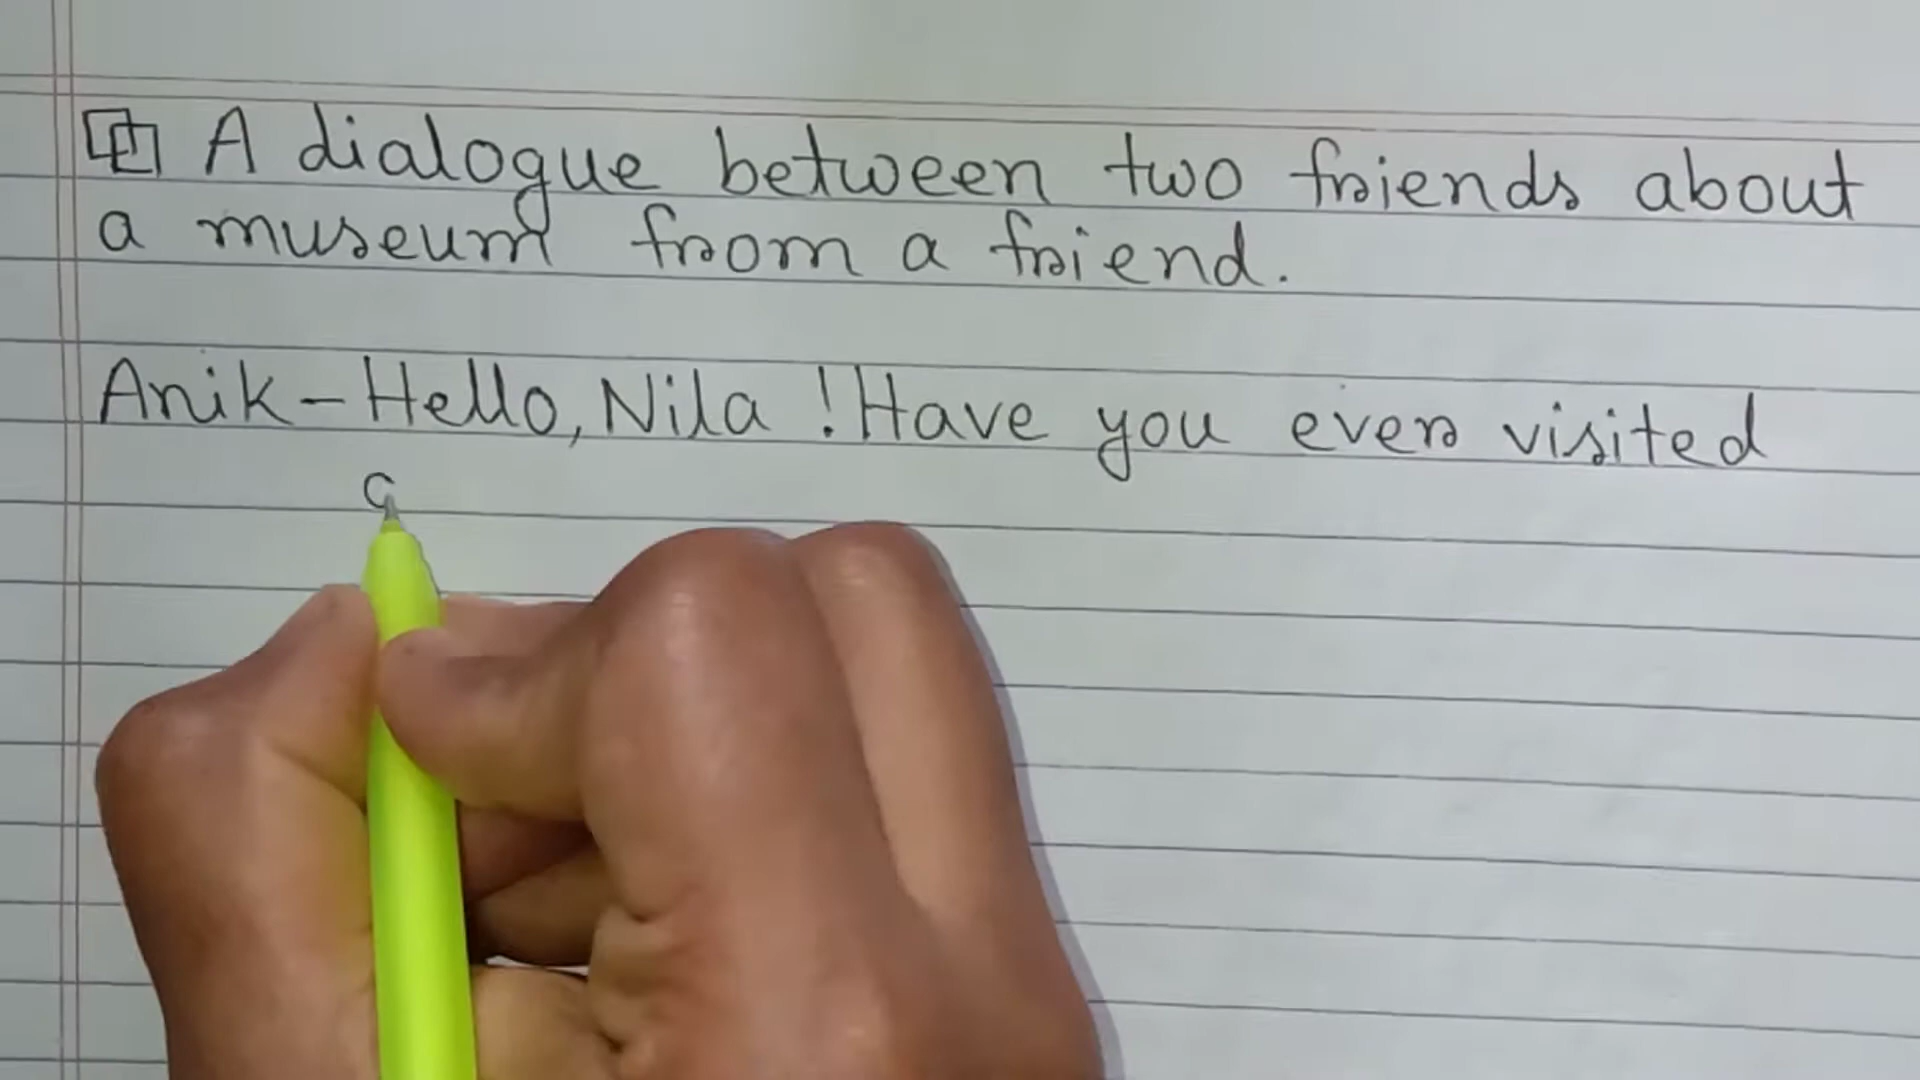 A dialogue between two friends about
a museum from a friend.
Anik - Hello, Nila ! Have you ever visited
a